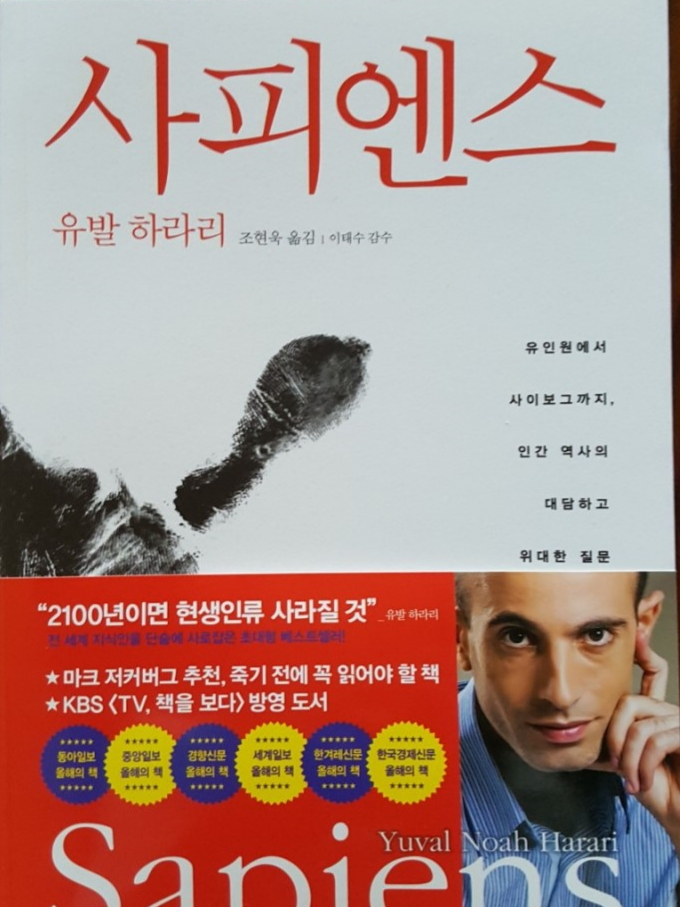 사피엔스
유발 하라리 조현욱 옮김 | 이태수 감수
유인원에서
사이보그까지,
인간 역사의
대담하고
위대한 질문
“2100년이면 현생인류 사라질 것”_유발 하라리
전 세계 지식인을 단숨에 사로잡은 초대형 베스트셀러!
★마크 저커버그 추천, 죽기 전에 꼭 읽어야 할 책
★KBS 〈TV, 책을 보다〉 방영 도서
★★★★★ ★★★★★ ★★★★★ ★★★★★ ★★★★★ ★★★★★
동아일보 중앙일보 경향신문 세계일보 한겨레신문 한국경제신문
올해의 책 올해의 책 올해의 책 올해의 책 올해의 책 올해의 책
★★★★★ ★★★★★ ★★★★★ ★★★★★ ★★★★★ ★★★★★
Yuval Noah Harari
Sapiens